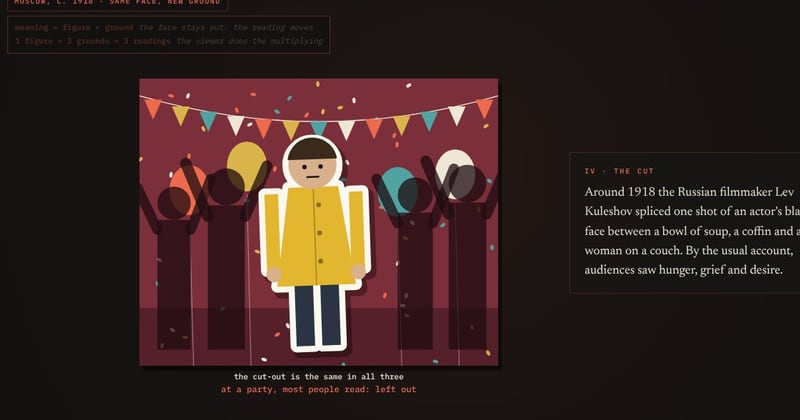 MOSCOW, C. 1918 · SAME FACE, NEW GROUND
meaning = figure × ground the face stays put. the reading moves
1 figure × 3 grounds = 3 readings the viewer does the multiplying
IV · THE CUT
Around 1918 the Russian filmmaker Lev
Kuleshov spliced one shot of an actor's
face between a bowl of soup, a coffin and a
woman on a couch. By the usual account,
audiences saw hunger, grief and desire.
the cut-out is the same in all three
at a party, most people read: left out